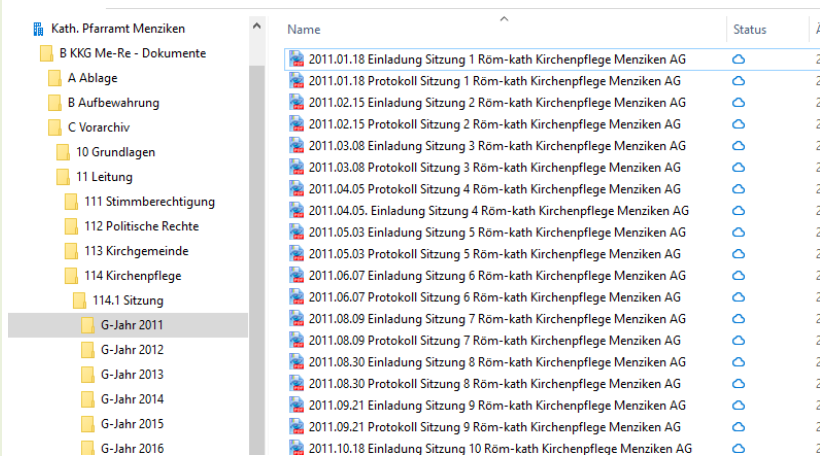 Kath. Pfarramt Menziken
B KKG Me-Re - Dokumente
A Ablage
B Aufbewahrung
C Vorarchiv
10 Grundlagen
11 Leitung
111 Stimmberechtigung
112 Politische Rechte
113 Kirchgemeinde
114 Kirchenpflege
114.1 Sitzung
G-Jahr 2011
G-Jahr 2012
G-Jahr 2013
G-Jahr 2014
G-Jahr 2015
G-Jahr 2016
Name Status
2011.01.18 Einladung Sitzung 1 Röm-kath Kirchenpflege Menziken AG
2011.01.18 Protokoll Sitzung 1 Röm-kath Kirchenpflege Menziken AG
2011.02.15 Einladung Sitzung 2 Röm-kath Kirchenpflege Menziken AG
2011.02.15 Protokoll Sitzung 2 Röm-kath Kirchenpflege Menziken AG
2011.03.08 Einladung Sitzung 3 Röm-kath Kirchenpflege Menziken AG
2011.03.08 Protokoll Sitzung 3 Röm-kath Kirchenpflege Menziken AG
2011.04.05 Protokoll Sitzung 4 Röm-kath Kirchenpflege Menziken AG
2011.04.05. Einladung Sitzung 4 Röm-kath Kirchenpflege Menziken AG
2011.05.03 Einladung Sitzung 5 Röm-kath Kirchenpflege Menziken AG
2011.05.03 Protokoll Sitzung 5 Röm-kath Kirchenpflege Menziken AG
2011.06.07 Einladung Sitzung 6 Röm-kath Kirchenpflege Menziken AG
2011.06.07 Protokoll Sitzung 6 Röm-kath Kirchenpflege Menziken AG
2011.08.09 Einladung Sitzung 7 Röm-kath Kirchenpflege Menziken AG
2011.08.09 Protokoll Sitzung 7 Röm-kath Kirchenpflege Menziken AG
2011.08.30 Einladung Sitzung 8 Röm-kath Kirchenpflege Menziken AG
2011.08.30 Protokoll Sitzung 8 Röm-kath Kirchenpflege Menziken AG
2011.09.21 Einladung Sitzung 9 Röm-kath Kirchenpflege Menziken AG
2011.09.21 Protokoll Sitzung 9 Röm-kath Kirchenpflege Menziken AG
2011.10.18 Einladung Sitzung 10 Röm-kath Kirchenpflege Menziken AG